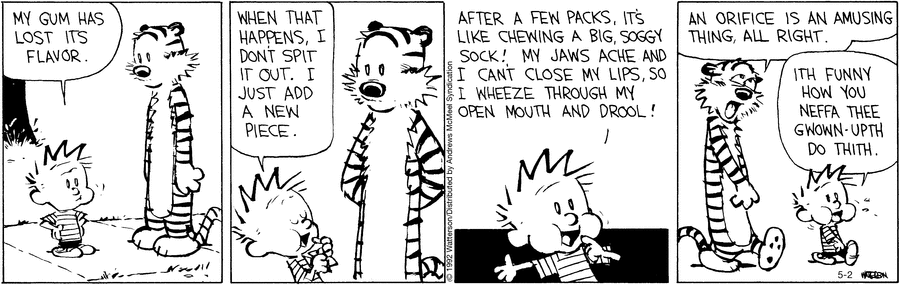 MY GUM HAS
LOST ITS
FLAVOR.
WHEN THAT
HAPPENS, I
DON'T SPIT
IT OUT. I
JUST ADD
A NEW
PIECE.
© 1992 Watterson/Distributed by Andrews McMeel Syndication
AFTER A FEW PACKS, IT'S
LIKE CHEWING A BIG, SOGGY
SOCK! MY JAWS ACHE AND
I CAN'T CLOSE MY LIPS, SO
I WHEEZE THROUGH MY
OPEN MOUTH AND DROOL!
AN ORIFICE IS AN AMUSING
THING, ALL RIGHT.
ITH FUNNY
HOW YOU
NEFFA THEE
GWOWN-UPTH
DO THITH.
5-2 WATTERSON